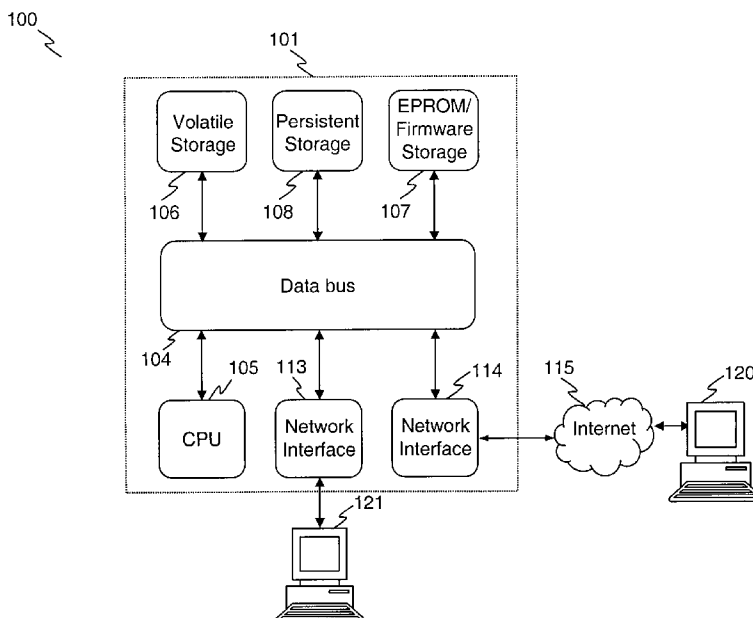 100
101
Volatile
Storage
Persistent
Storage
EPROM/
Firmware
Storage
106
108
107
Data bus
104
105
113
114
115
120
CPU
Network
Interface
Network
Interface
Internet
121